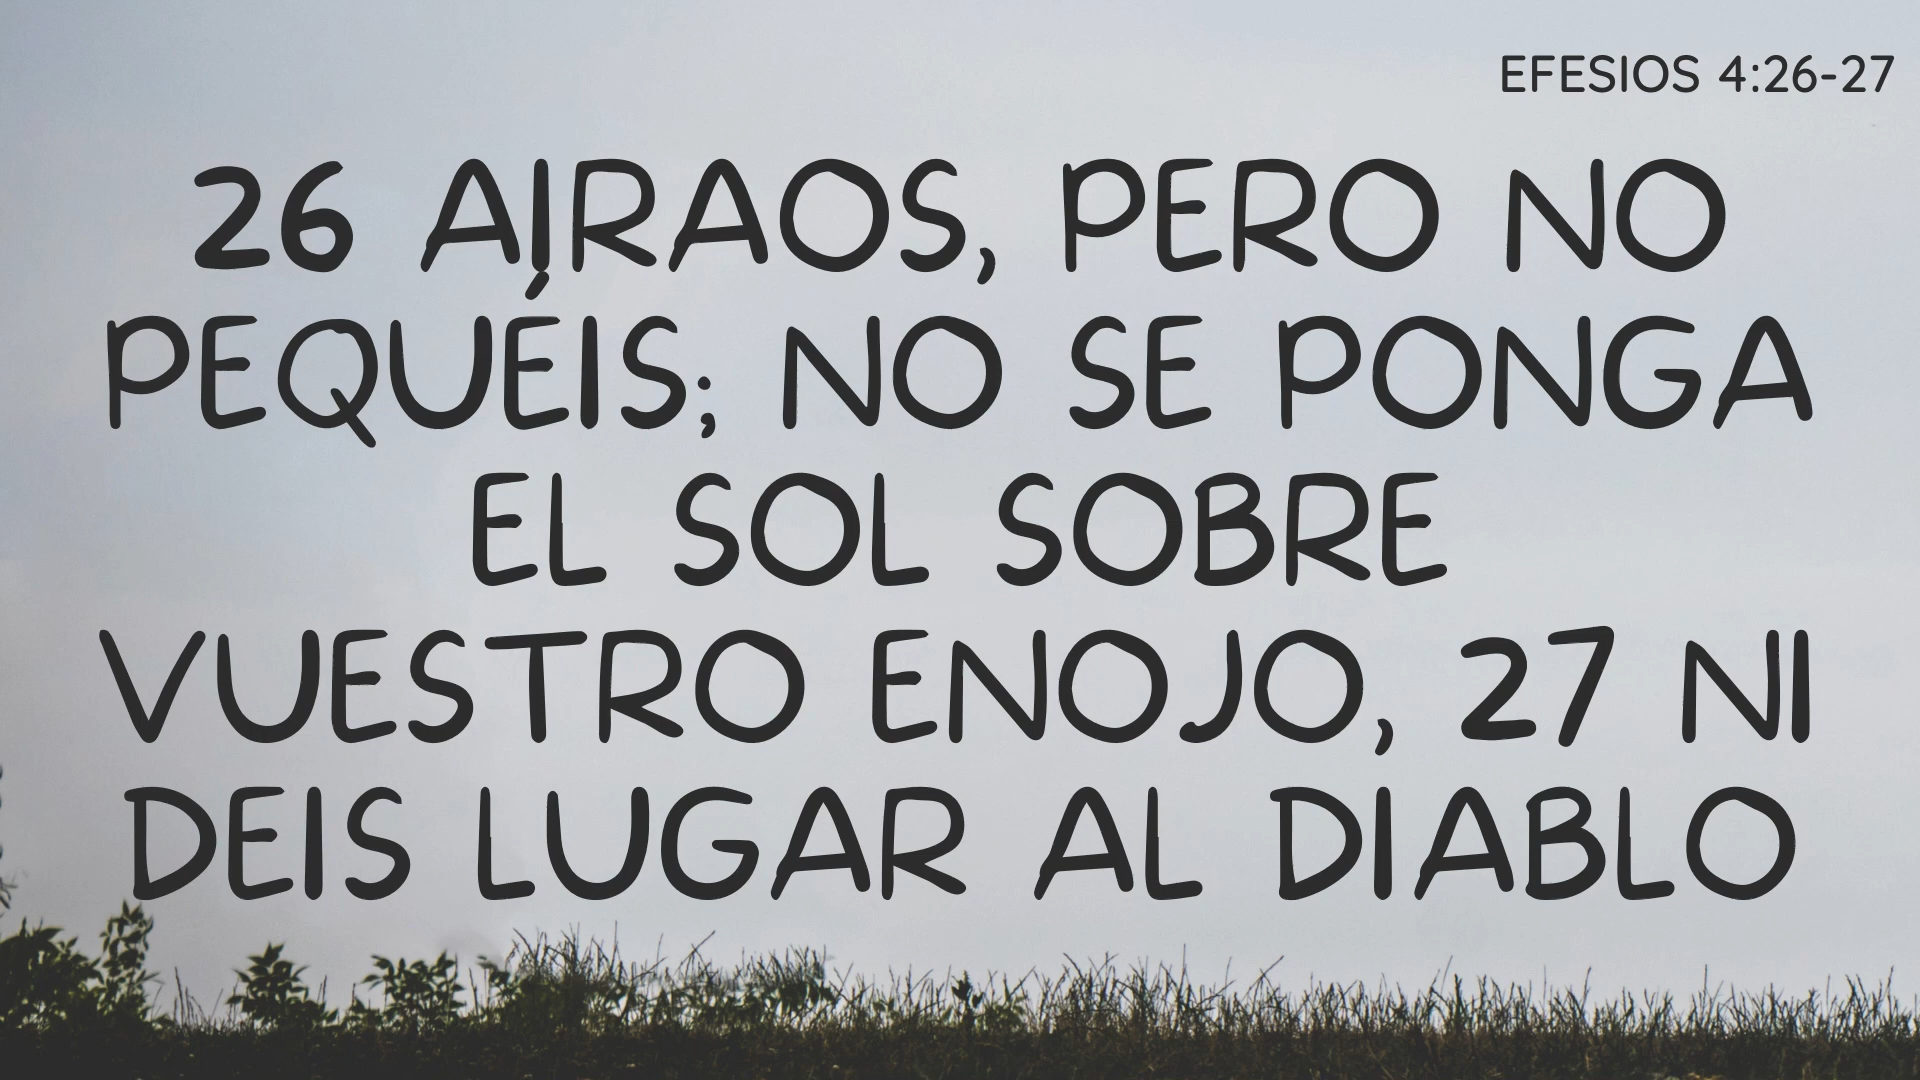 EFESIOS 4:26-27
26 AIRAOS, PERO NO
PEQUÉIS; NO SE PONGA
EL SOL SOBRE
VUESTRO ENOJO, 27 NI
DEIS LUGAR AL DIABLO